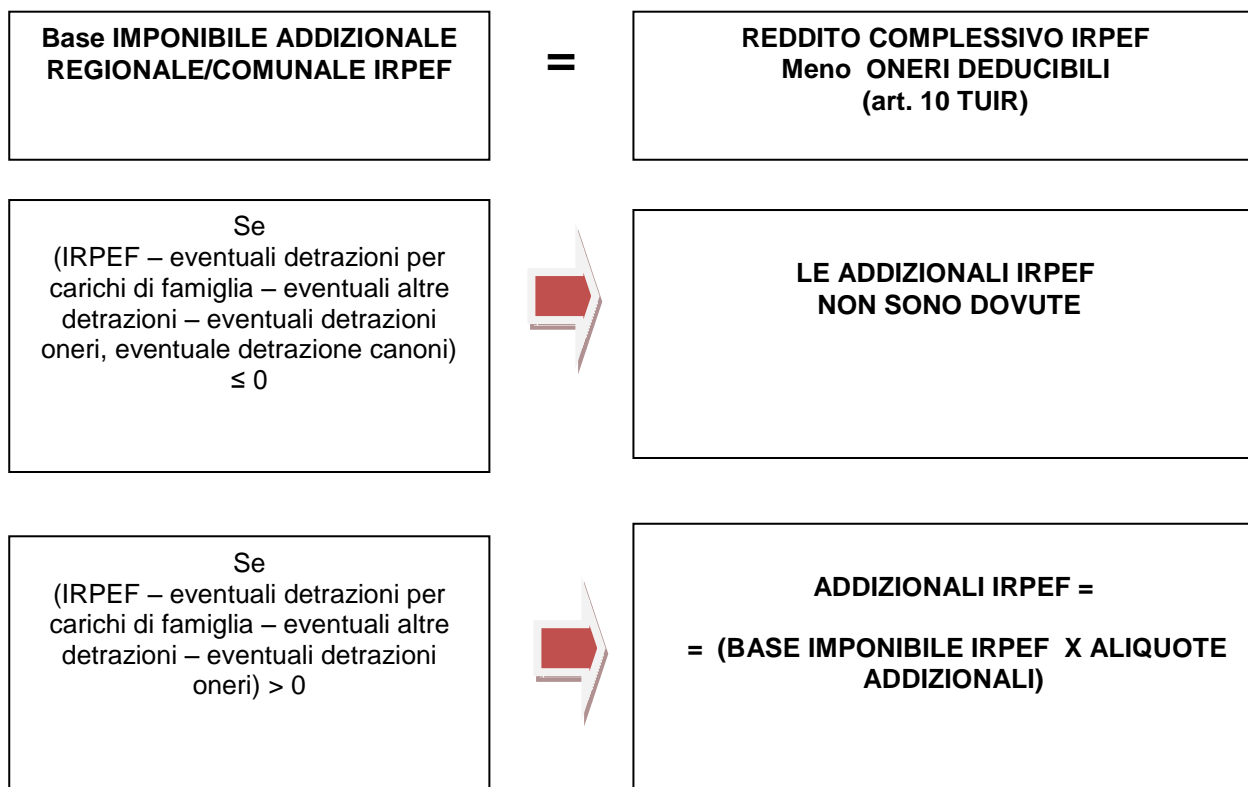 Base IMPONIBILE ADDIZIONALE
REGIONALE/COMUNALE IRPEF
=
REDDITO COMPLESSIVO IRPEF
Meno ONERI DEDUCIBILI
(art. 10 TUIR)
Se
(IRPEF – eventuali detrazioni per
carichi di famiglia – eventuali altre
detrazioni – eventuali detrazioni
oneri, eventuale detrazione canoni)
≤ 0
LE ADDIZIONALI IRPEF
NON SONO DOVUTE
Se
(IRPEF – eventuali detrazioni per
carichi di famiglia – eventuali altre
detrazioni – eventuali detrazioni
oneri) > 0
ADDIZIONALI IRPEF =
= (BASE IMPONIBILE IRPEF X ALIQUOTE
ADDIZIONALI)